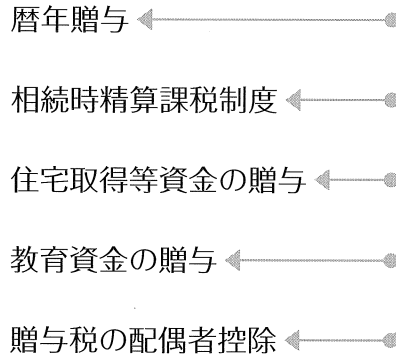 暦年贈与
相続時精算課税制度
住宅取得等資金の贈与
教育資金の贈与
贈与税の配偶者控除